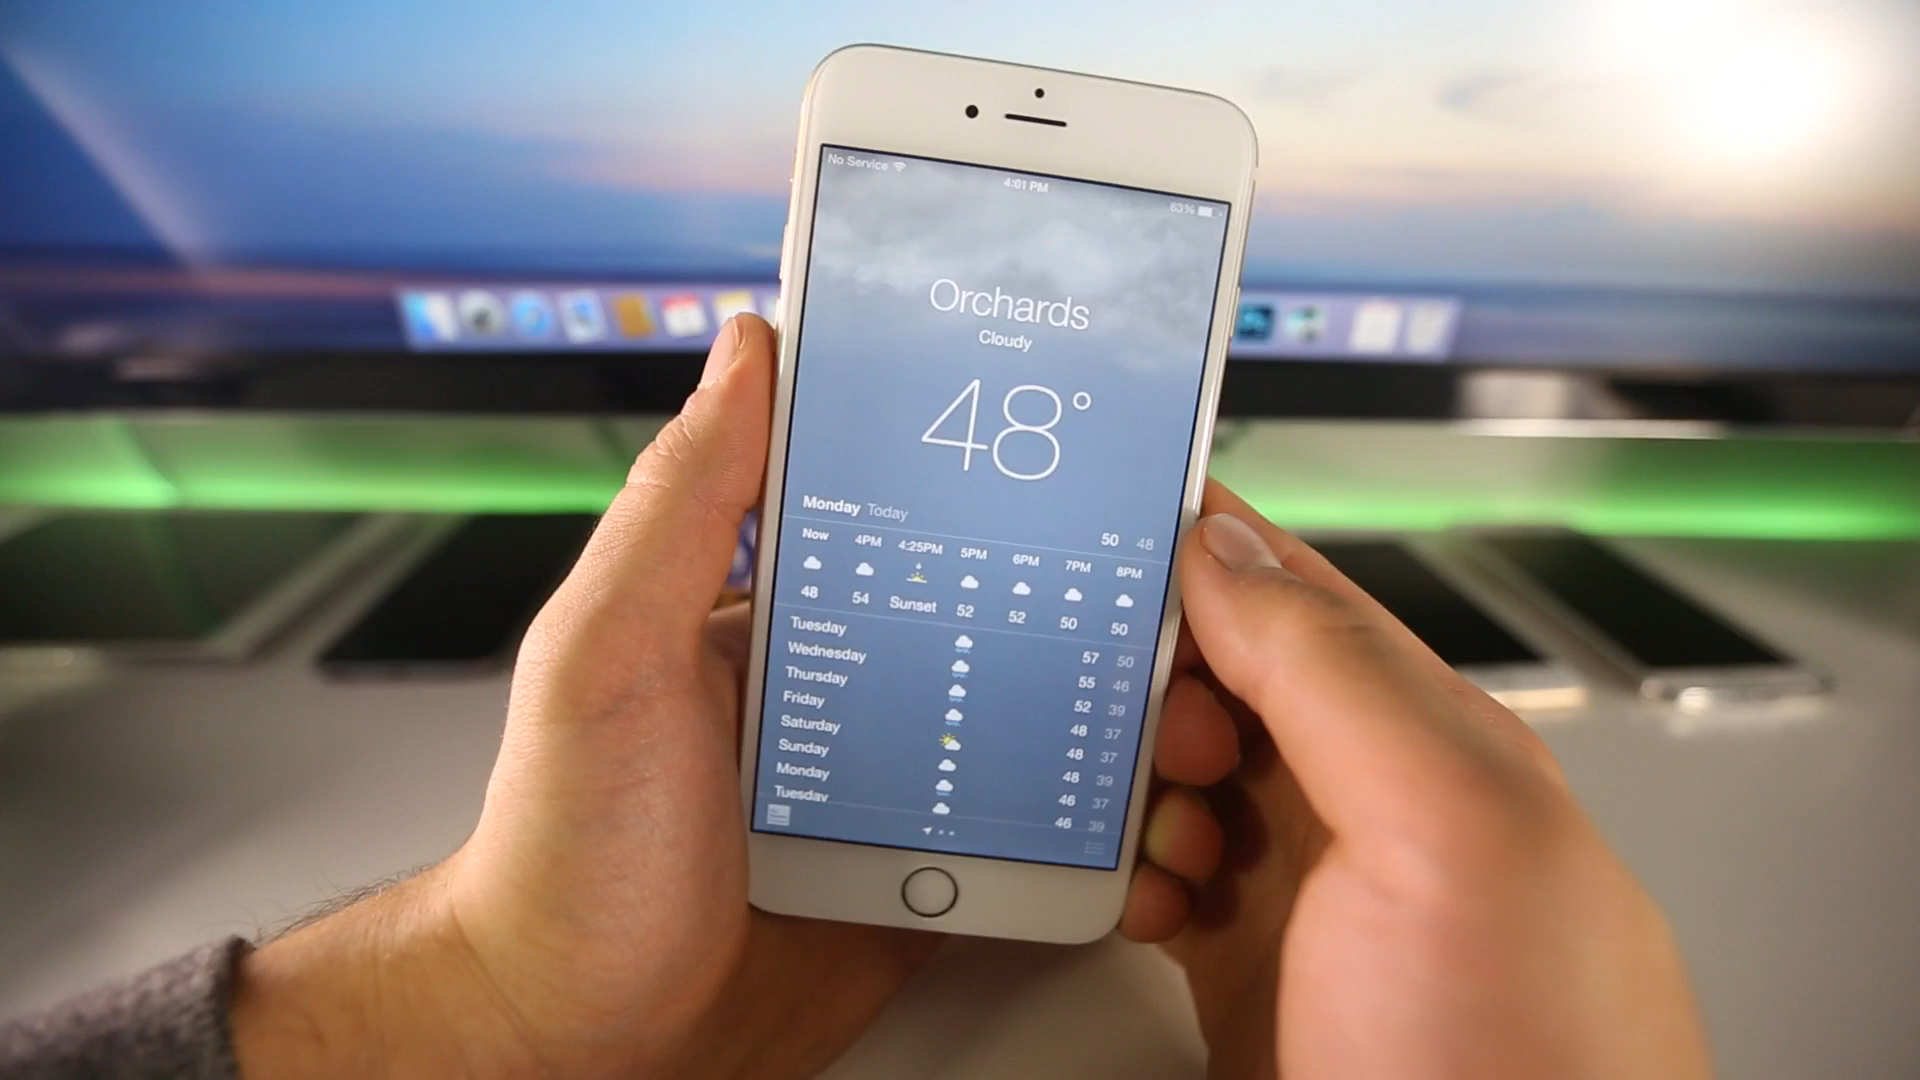 No Service
4:01 PM
63%
Orchards
Cloudy
48°
Monday Today 50 48
Now 4PM 4:25PM 5PM 6PM 7PM 8PM
48 54 Sunset 52 52 50 50
Tuesday 57 50
Wednesday 55 46
Thursday 52 39
Friday 48 37
Saturday 48 37
Sunday 48 39
Monday 46 37
Tuesday 46 39